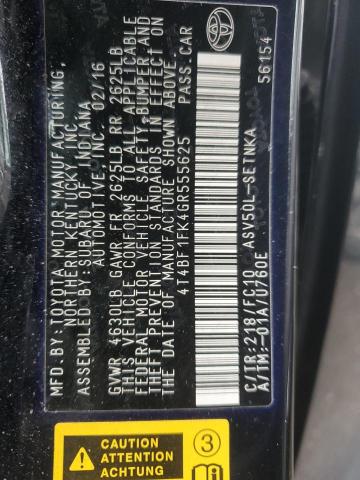 MFD. BY: TOYOTA MOTOR MANUFACTURING,
NORTHERN KENTUCKY, INC.
ASSEMBLED BY: SUBARU OF INDIANA
AUTOMOTIVE, INC. 02/16
GVWR 4630LB GAWR FR 2625LB RR 2625LB
THIS VEHICLE CONFORMS TO ALL APPLICABLE
FEDERAL MOTOR VEHICLE SAFETY, BUMPER, AND
THEFT PREVENTION STANDARDS IN EFFECT ON
THE DATE OF MANUFACTURE SHOWN ABOVE.
4T4BF1FK4GR555625 PASS.CAR
C/TR:218/FC10 ASV50L-SETNKA
A/TM:-01A/U760E 56154
TOYOTA
CAUTION
ATTENTION
ACHTUNG
3